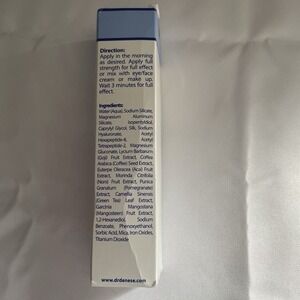 Direction:
Apply in the morning
as desired. Apply full
strength for full effect
or mix with eye/face
cream or make up.
Wait 3 minutes for full
effect.
Ingredients:
Water (Aqua), Sodium Silicate,
Magnesium Aluminum
Silicate, Isopentyldiol,
Caprylyl Glycol, Silk, Sodium
Hyaluronate, Acetyl
Hexapeptide-8, Acetyl
Tetrapeptide-2, Magnesium
Gluconate, Lycium Barbarum
(Goji) Fruit Extract, Coffea
Arabica (Coffee) Seed Extract,
Euterpe Oleracea (Acai) Fruit
Extract, Morinda Citrifolia
(Noni) Fruit Extract, Punica
Granatum (Pomegranate)
Extract, Camellia Sinensis
(Green Tea) Leaf Extract,
Garcinia Mangostana
(Mangosteen) Fruit Extract,
1,2-Hexanediol, Sodium
Benzoate, Phenoxyethanol,
Sorbic Acid, Mica, Iron Oxides,
Titanium Dioxide
www.drdenese.com